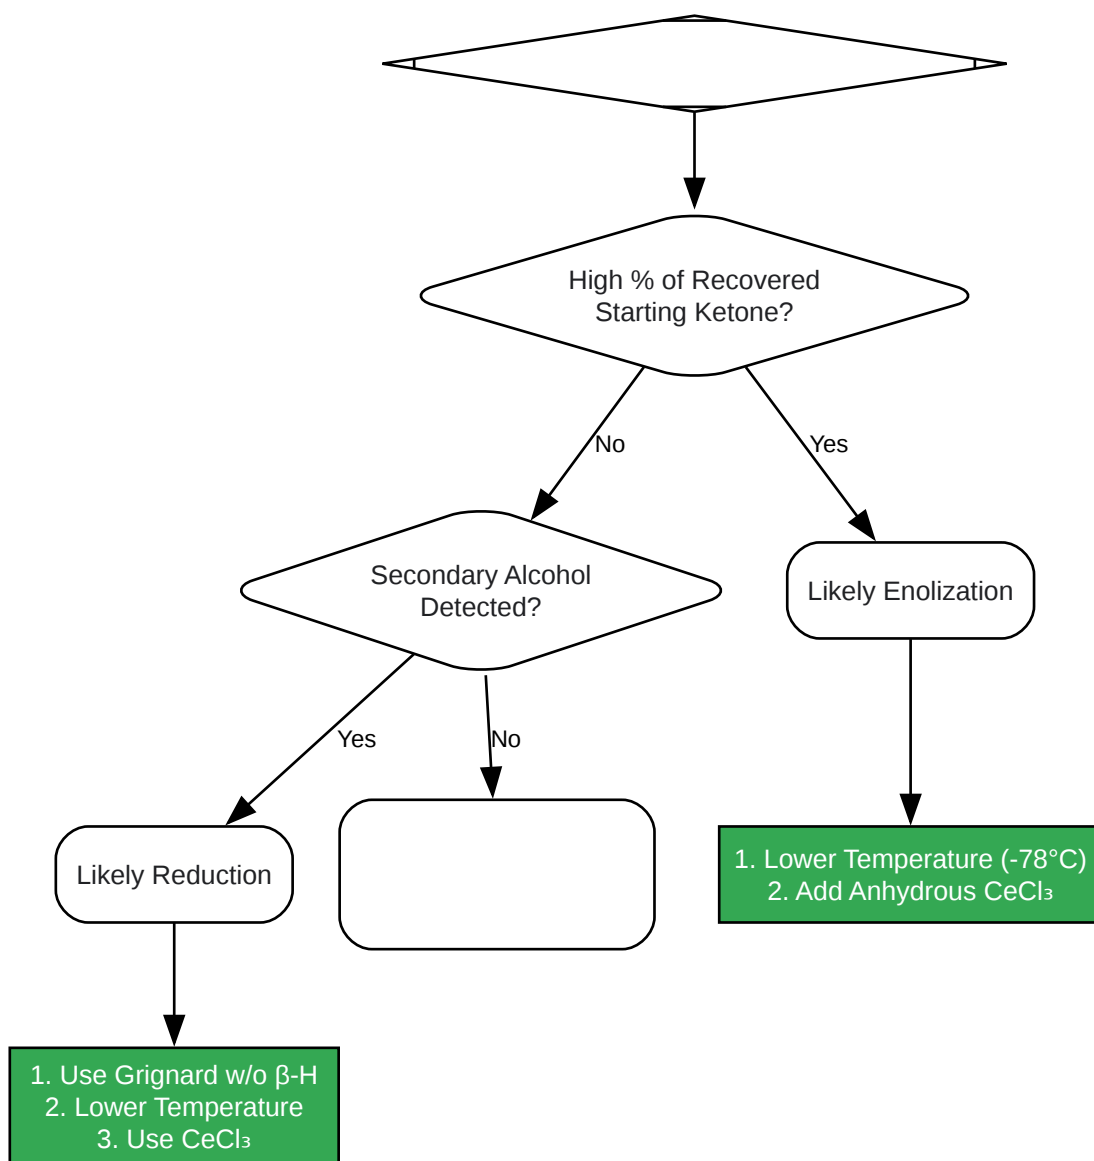 High % of Recovered
Starting Ketone?
No
Yes
Secondary Alcohol
Detected?
Likely Enolization
Yes
No
Likely Reduction
1. Lower Temperature (-78°C)
2. Add Anhydrous CeCl₃
1. Use Grignard w/o β-H
2. Lower Temperature
3. Use CeCl₃